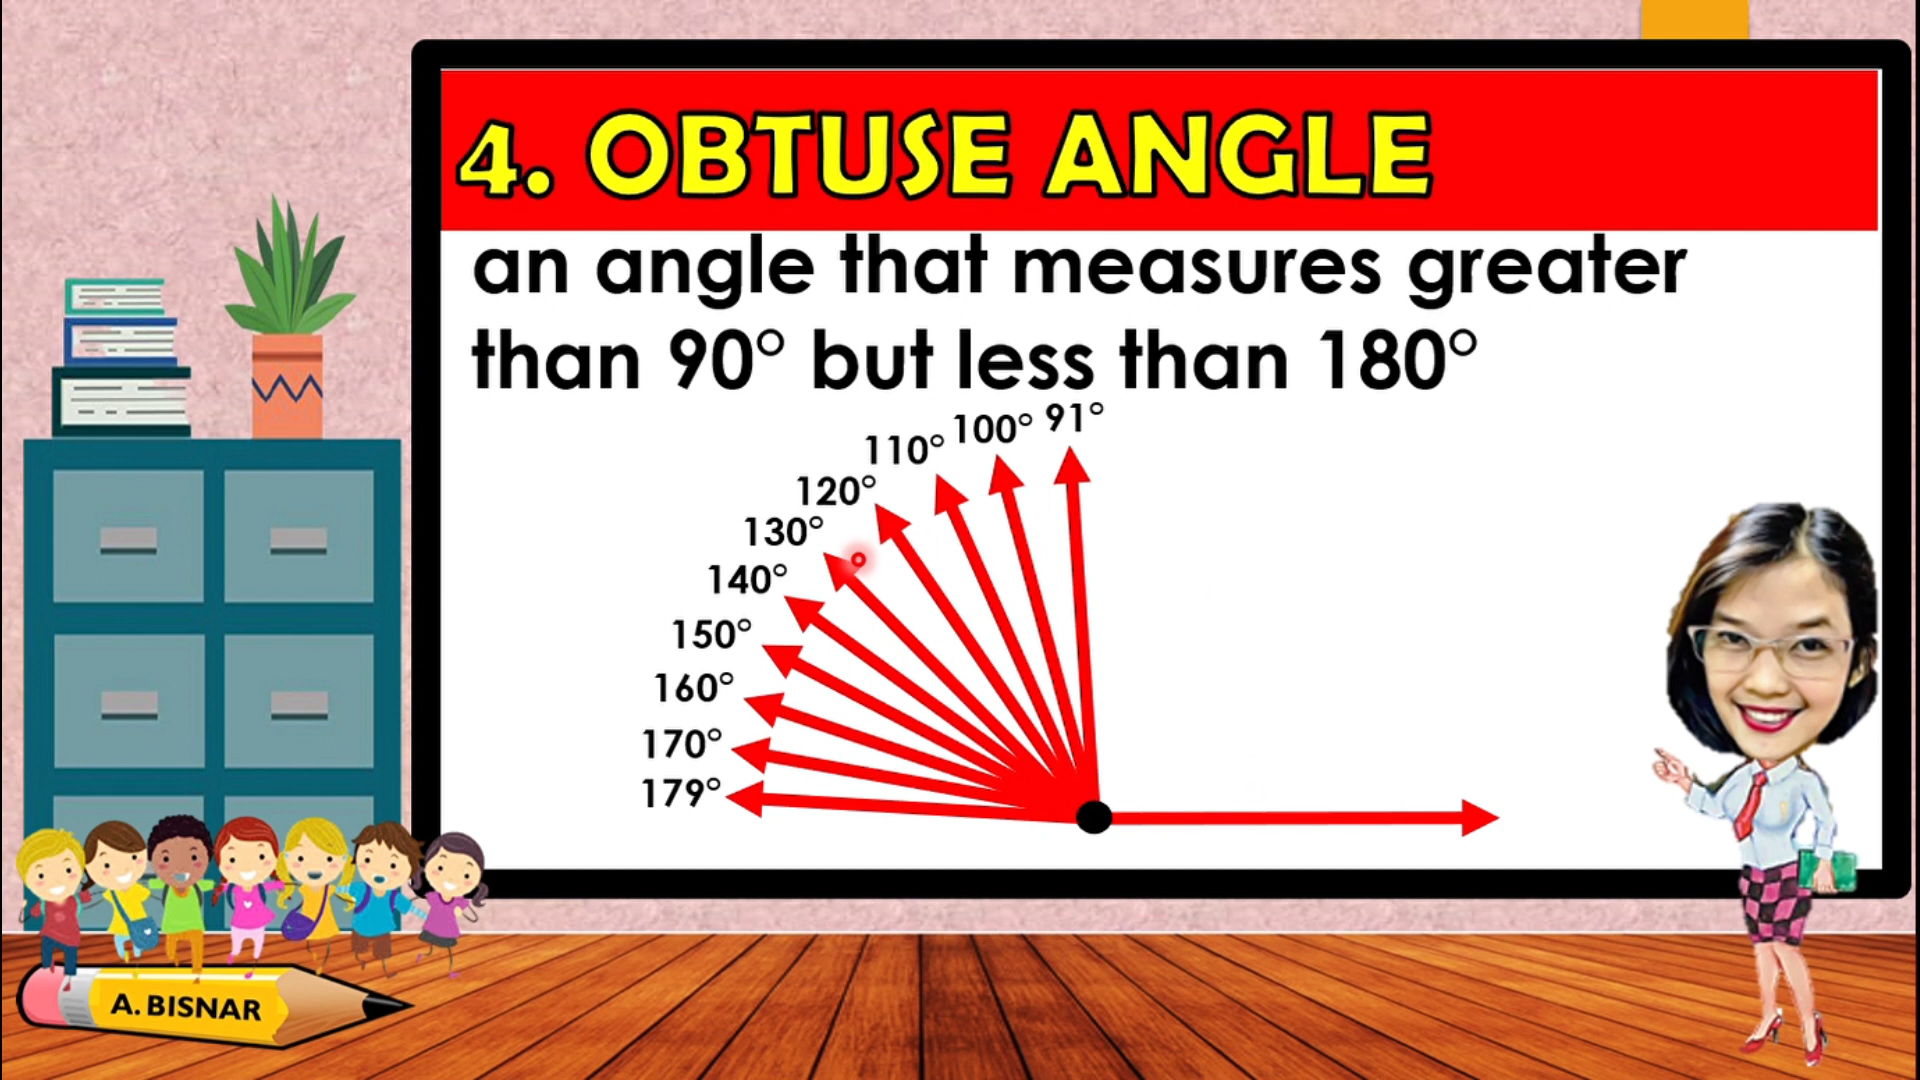 4. OBTUSE ANGLE
an angle that measures greater
than 90° but less than 180°
91°
100°
110°
120°
130°
140°
150°
160°
170°
179°
A. BISNAR